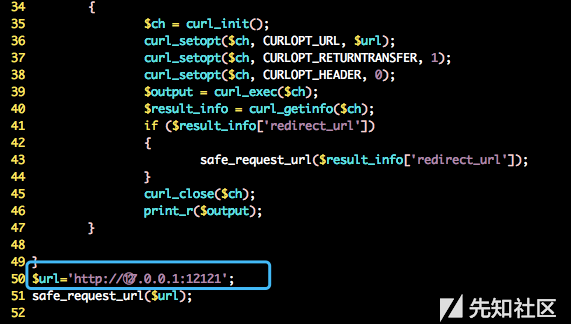 34 {
35 $ch = curl_init();
36 curl_setopt($ch, CURLOPT_URL, $url);
37 curl_setopt($ch, CURLOPT_RETURNTRANSFER, 1);
38 curl_setopt($ch, CURLOPT_HEADER, 0);
39 $output = curl_exec($ch);
40 $result_info = curl_getinfo($ch);
41 if ($result_info['redirect_url'])
42 {
43 safe_request_url($result_info['redirect_url']);
44 }
45 curl_close($ch);
46 print_r($output);
47 }
48
49 }
50 $url='http://⑫7.0.0.1:12121';
51 safe_request_url($url);
52
先知社区